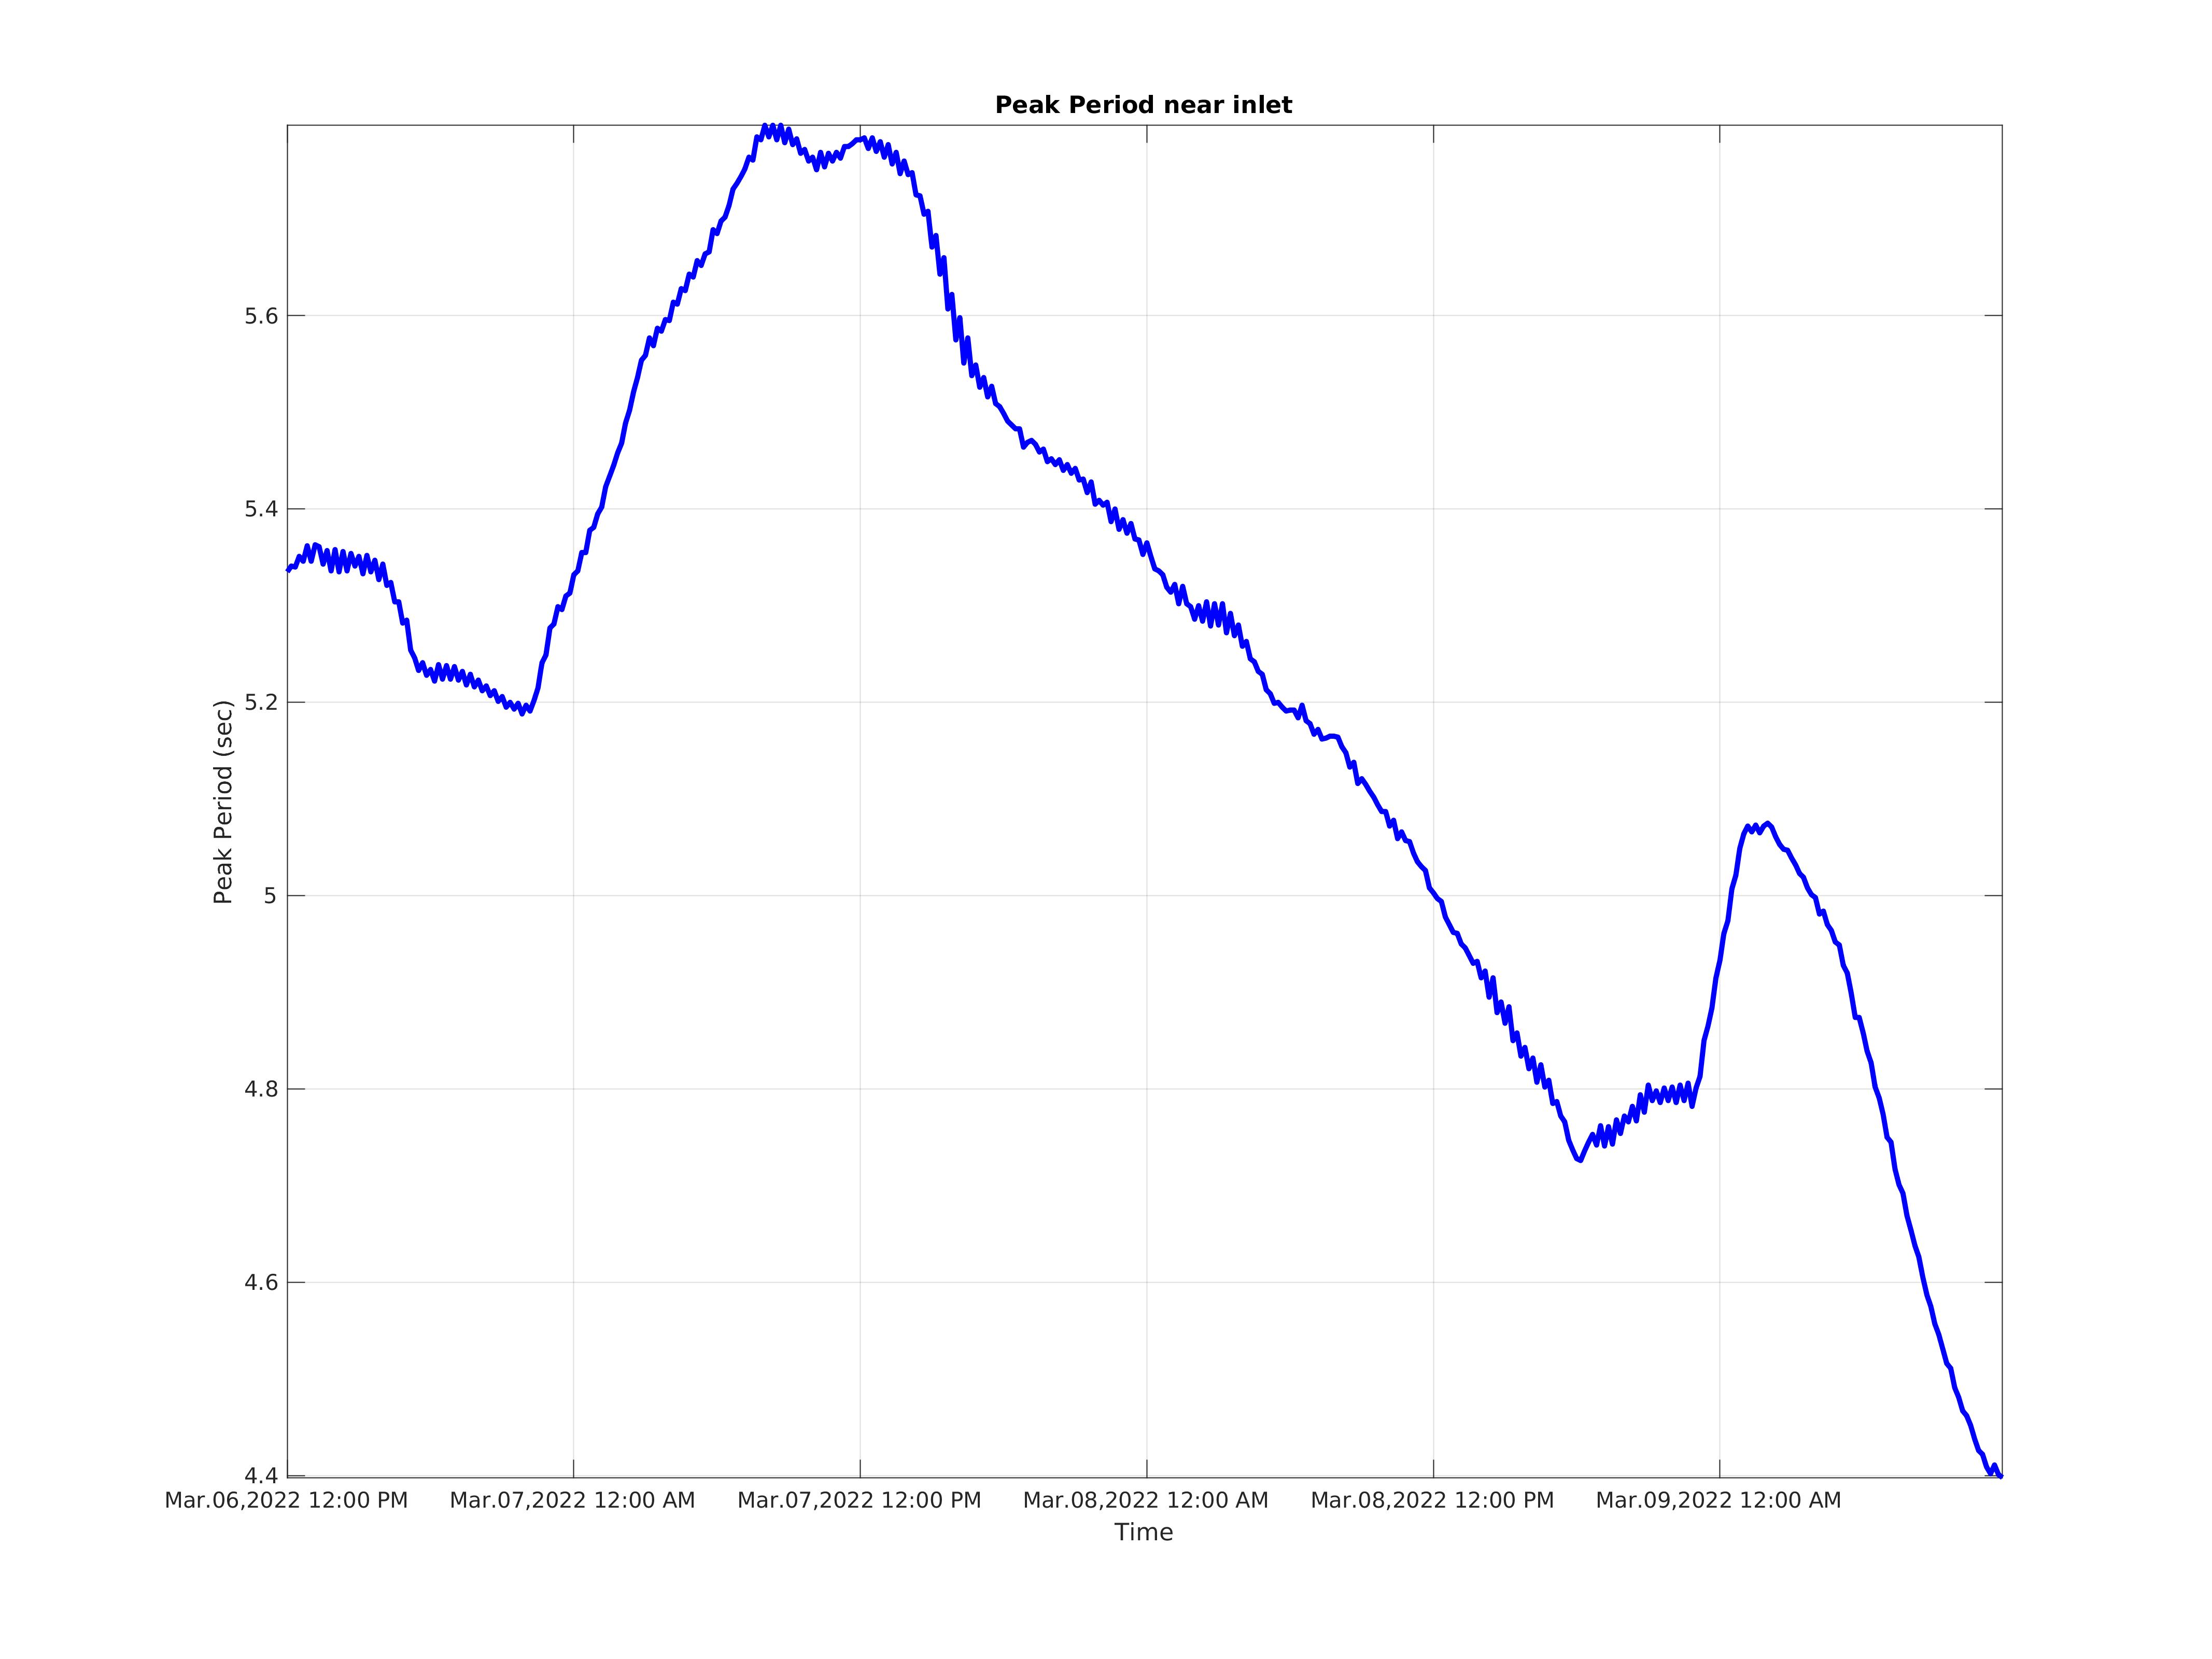 Peak Period near inlet
Peak Period (sec)
5.6
5.4
5.2
5
4.8
4.6
4.4
Mar.06,2022 12:00 PM
Mar.07,2022 12:00 AM
Mar.07,2022 12:00 PM
Mar.08,2022 12:00 AM
Mar.08,2022 12:00 PM
Mar.09,2022 12:00 AM
Time